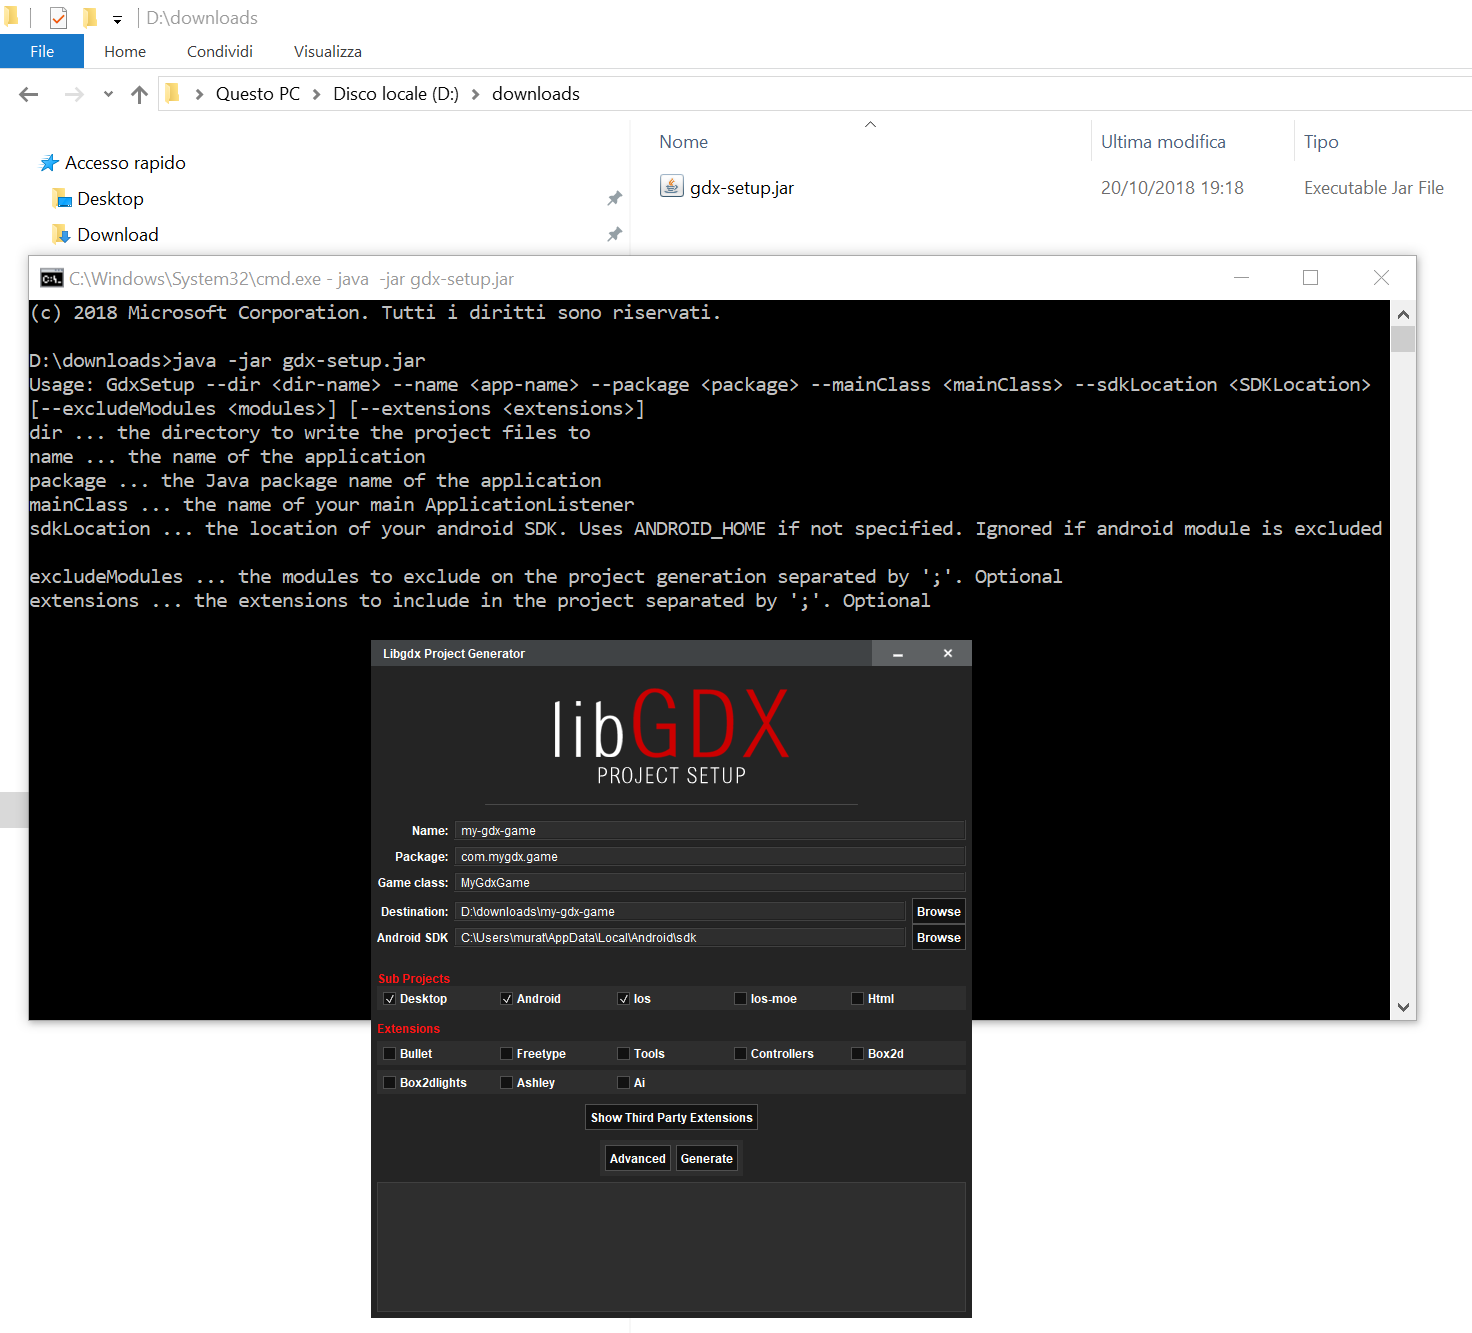 D:\downloads
File Home Condividi Visualizza
Questo PC Disco locale (D:) downloads
Nome Ultima modifica Tipo
Accesso rapido
gdx-setup.jar 20/10/2018 19:18 Executable Jar File
Desktop
Download
C:\Windows\System32\cmd.exe - java  -jar gdx-setup.jar
(c) 2018 Microsoft Corporation. Tutti i diritti sono riservati.
D:\downloads>java -jar gdx-setup.jar
Usage: GdxSetup --dir <dir-name> --name <app-name> --package <package> --mainClass <mainClass> --sdkLocation <SDKLocation>
[--excludeModules <modules>] [--extensions <extensions>]
dir ... the directory to write the project files to
name ... the name of the application
package ... the Java package name of the application
mainClass ... the name of your main ApplicationListener
sdkLocation ... the location of your android SDK. Uses ANDROID_HOME if not specified. Ignored if android module is excluded
excludeModules ... the modules to exclude on the project generation separated by ';'. Optional
extensions ... the extensions to include in the project separated by ';'. Optional
Libgdx Project Generator
libGDX
PROJECT SETUP
Name: my-gdx-game
Package: com.mygdx.game
Game class: MyGdxGame
Destination: D:\downloads\my-gdx-game Browse
Android SDK C:\Users\murat\AppData\Local\Android\sdk Browse
Sub Projects
Desktop Android Ios Ios-moe Html
Extensions
Bullet Freetype Tools Controllers Box2d
Box2dlights Ashley Ai
Show Third Party Extensions
Advanced Generate